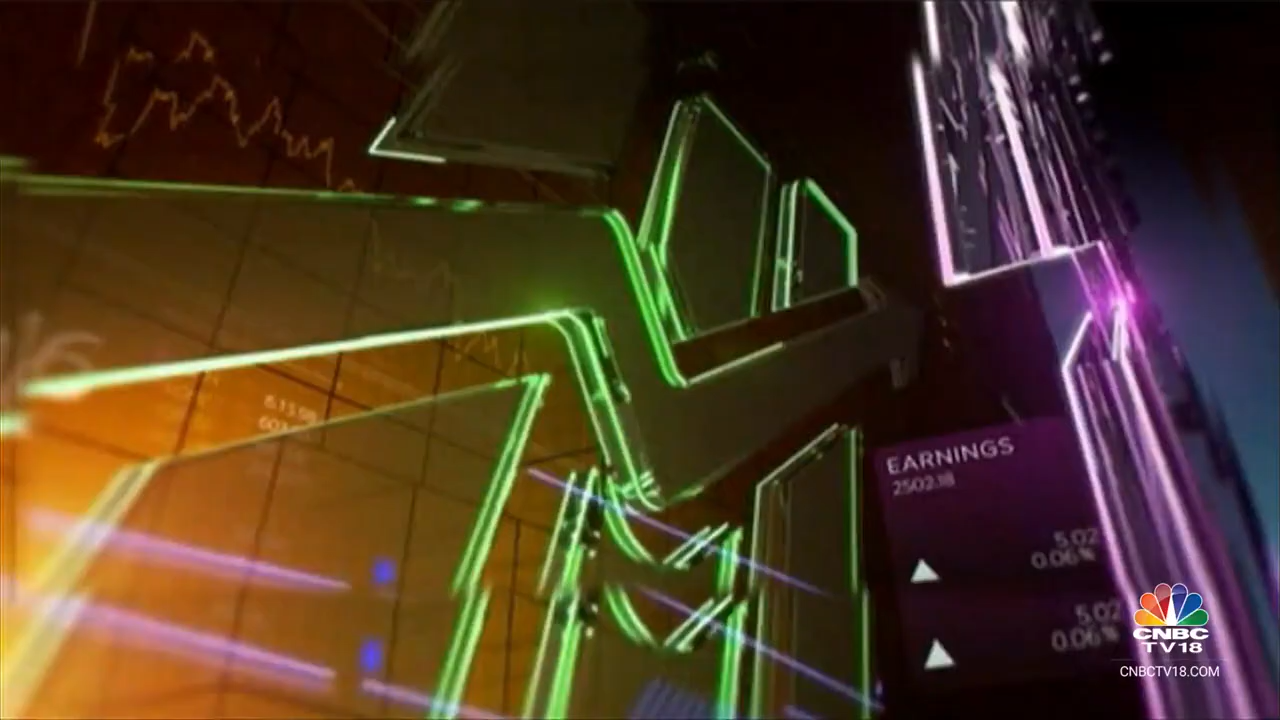 EARNINGS
2502.18
5.02
0.06%
5.02
0.06%
CNBC
TV18
CNBCTV18.COM